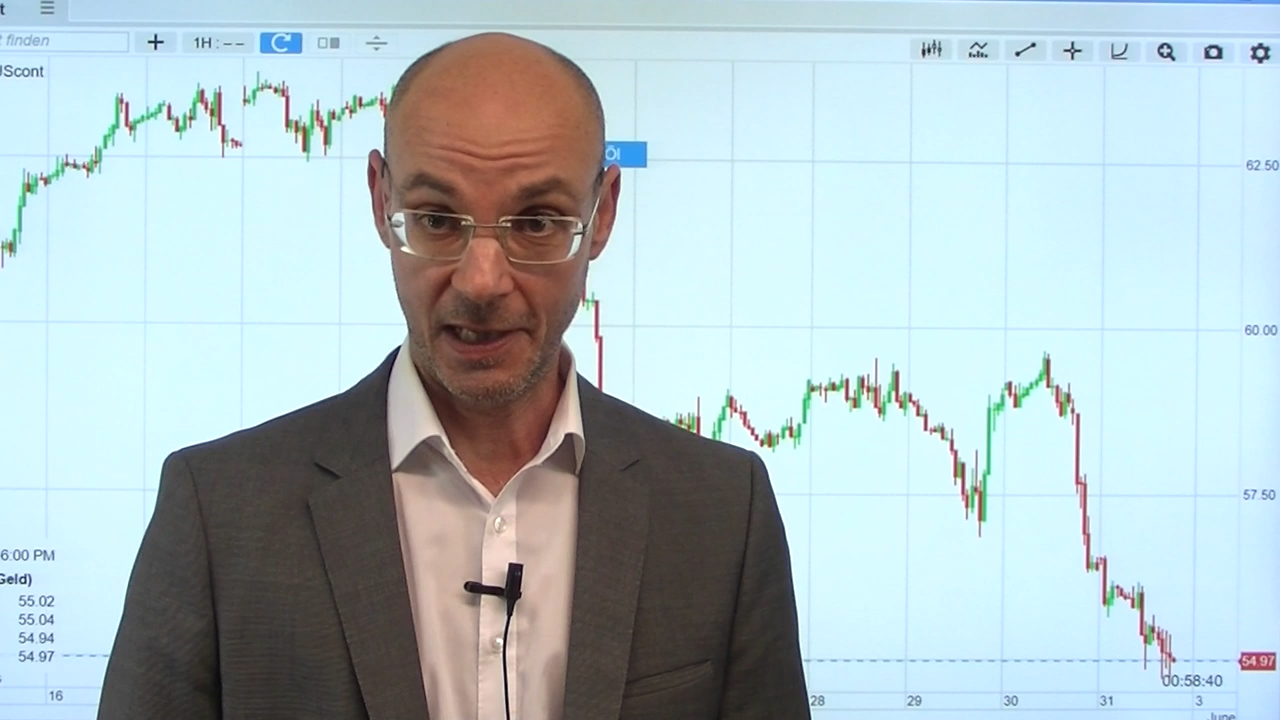 t
t finden
1H : – –
UScont
Öl
62.50
60.00
57.50
6:00 PM
Geld)
55.02
55.04
54.94
54.97
54.97
00:58:40
16
28
29
30
31
3
June